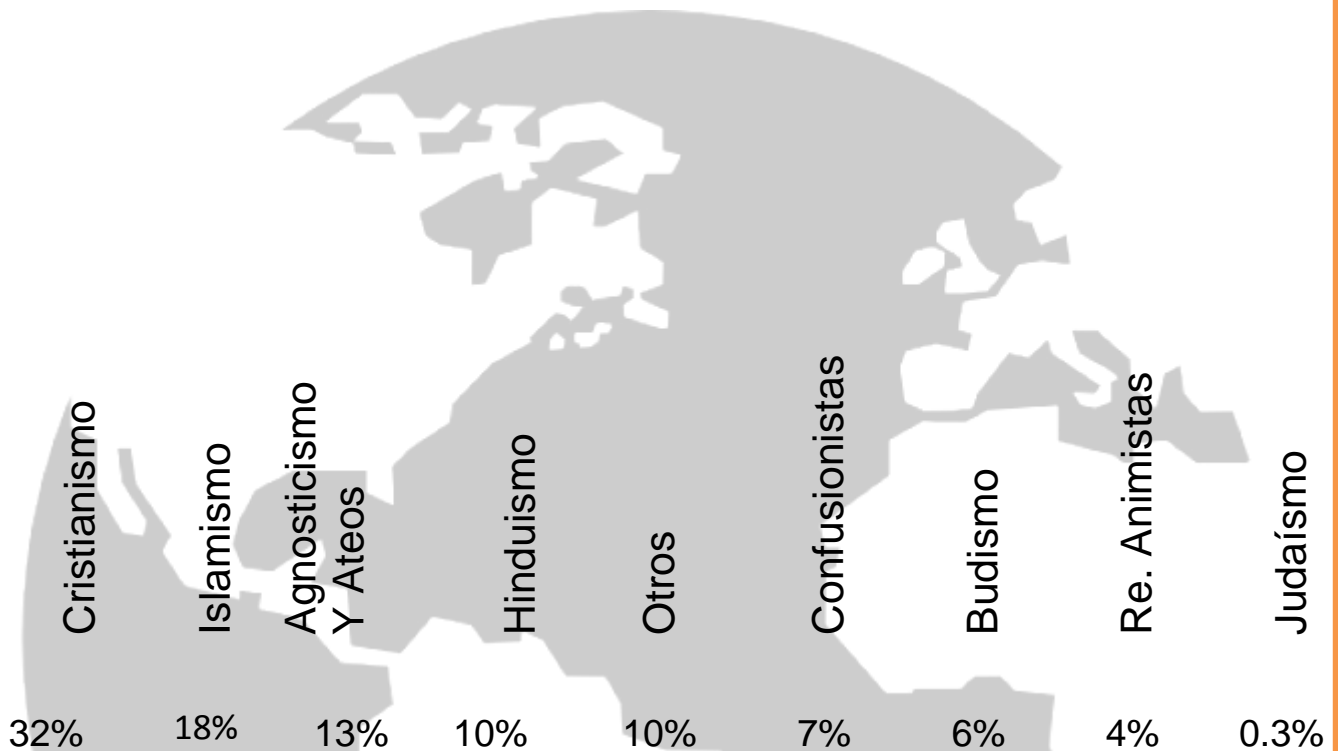 Cristianismo
Islamismo
Agnosticismo
Y Ateos
Hinduismo
Otros
Confusionistas
Budismo
Re. Animistas
Judaísmo
32%
18%
13%
10%
10%
7%
6%
4%
0.3%